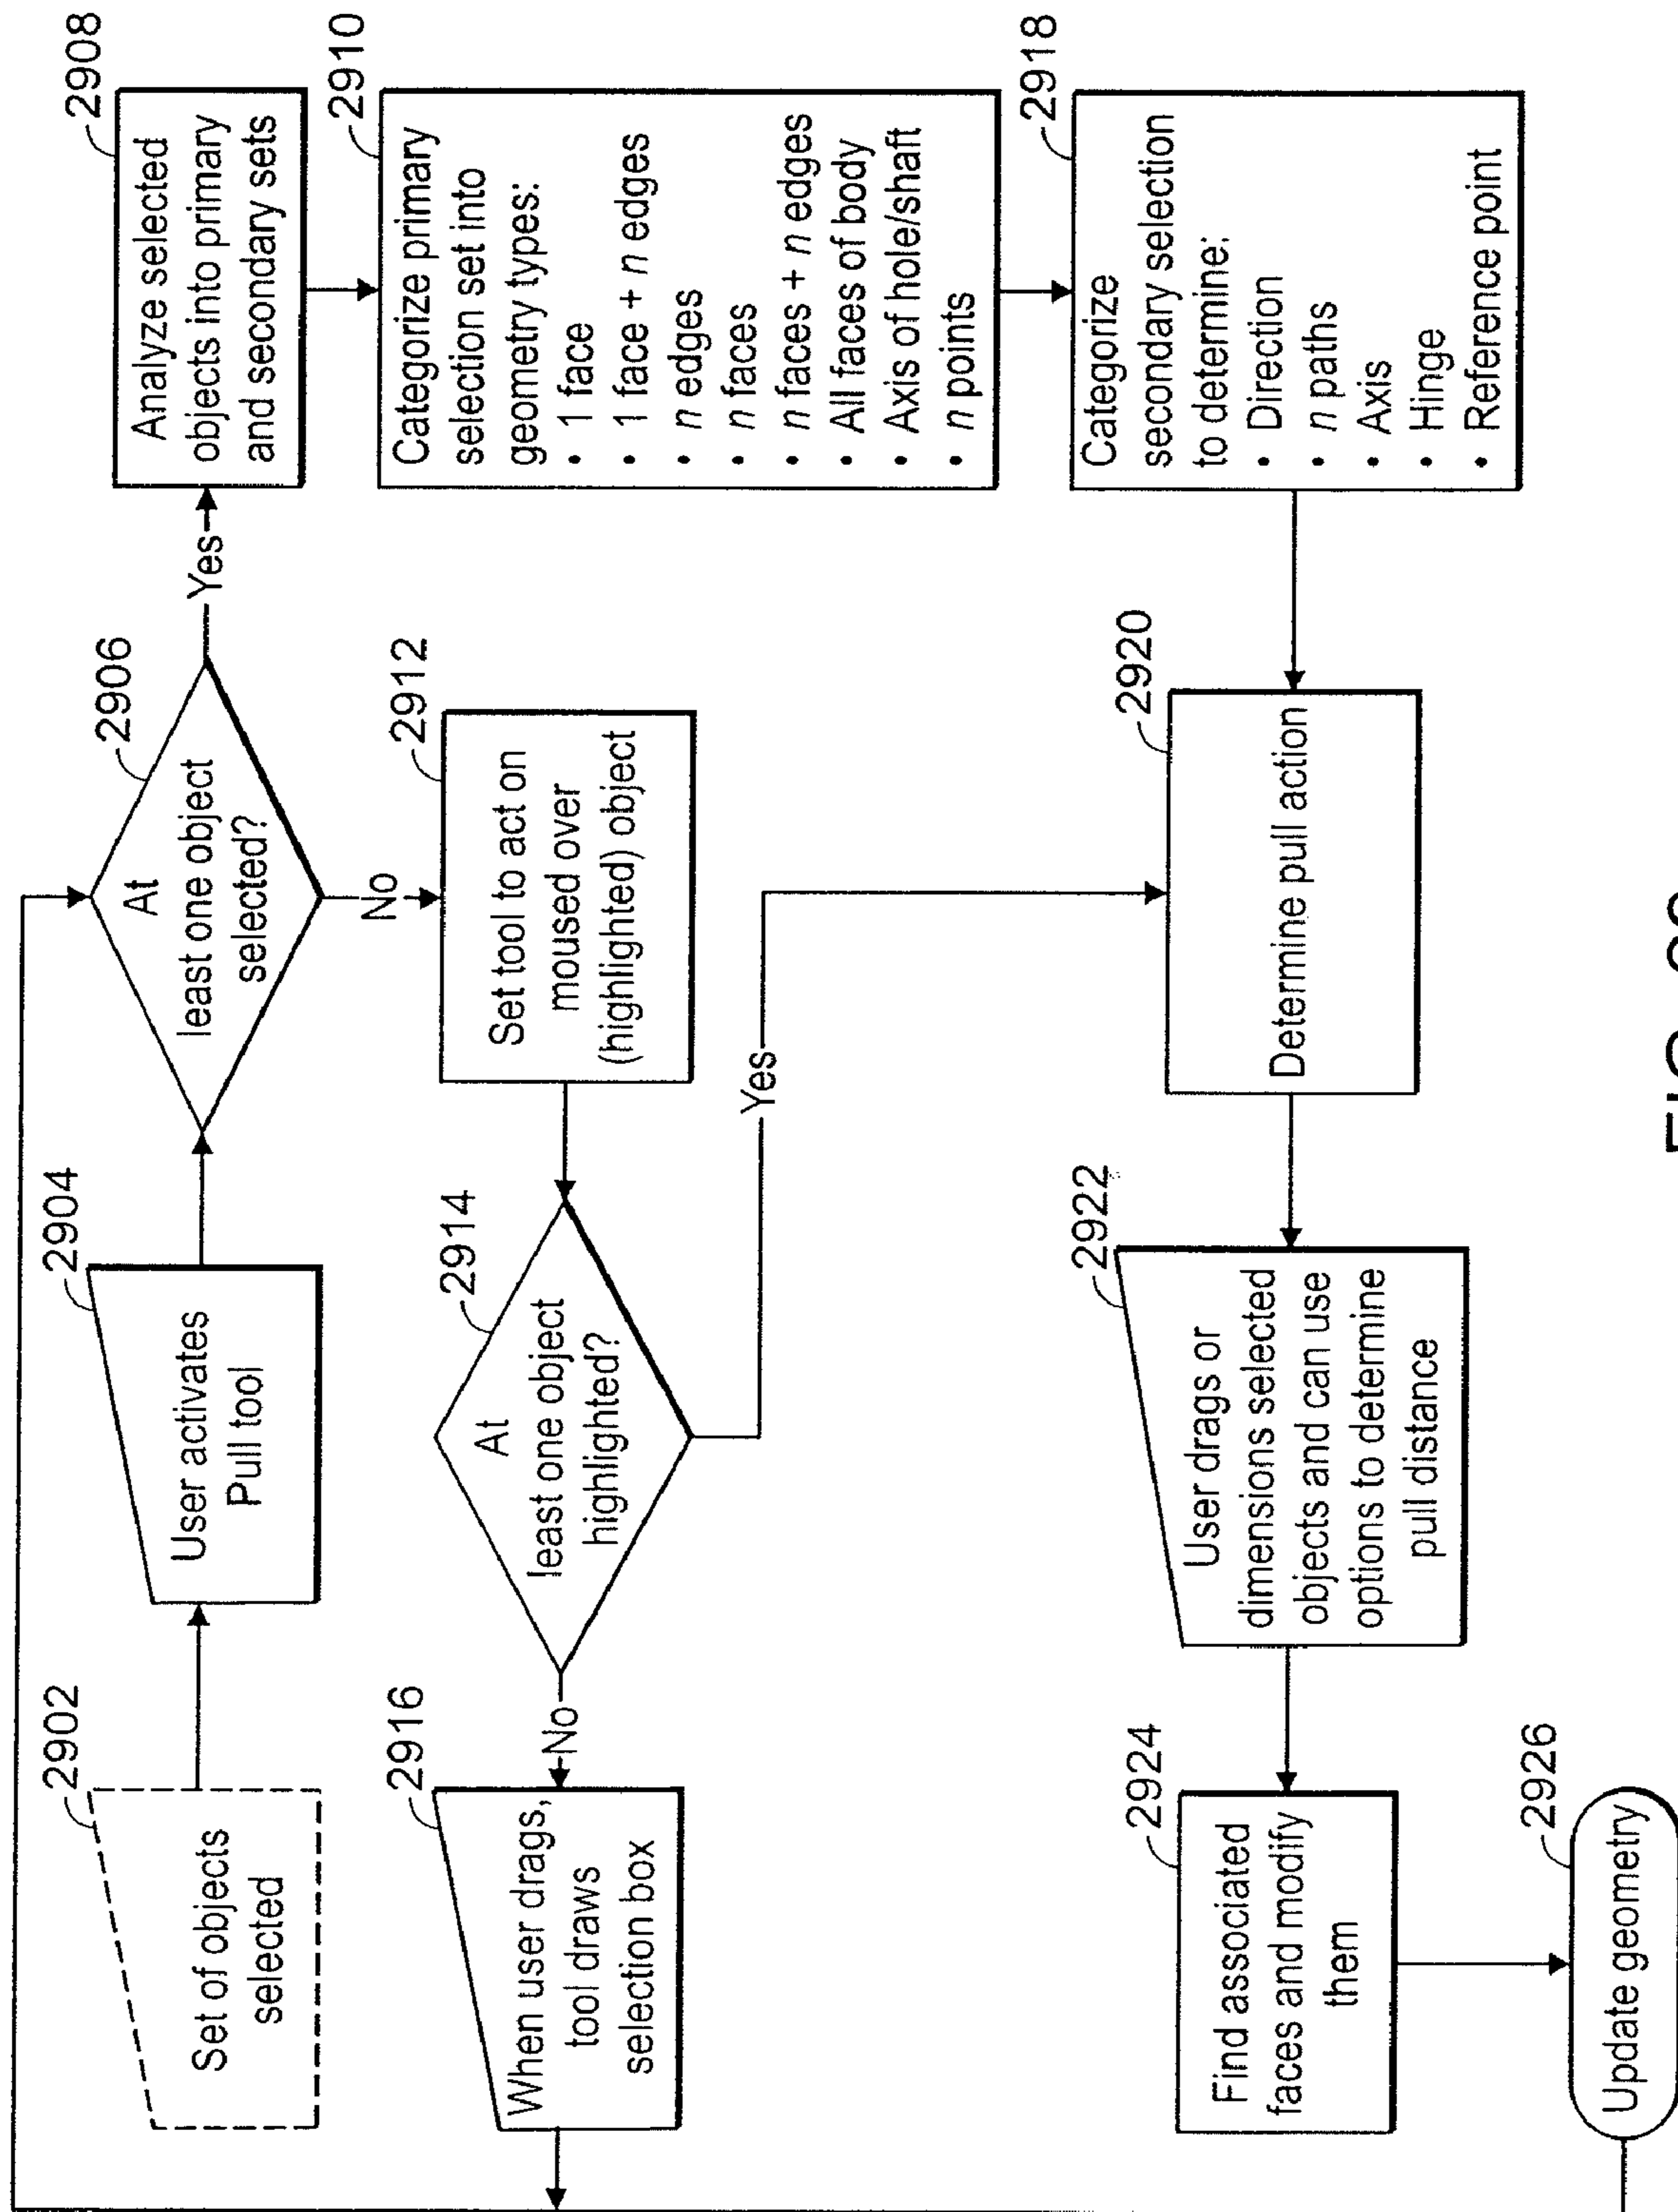 2902
Set of objects
selected
2904
User activates
Pull tool
2906
At
least one object
selected?
Yes
No
2908
Analyze selected
objects into primary
and secondary sets
2910
Categorize primary
selection set into
geometry types:
• 1 face
• 1 face + n edges
• n edges
• n faces
• n faces + n edges
• All faces of body
• Axis of hole/shaft
• n points
2912
Set tool to act on
moused over
(highlighted) object
2914
At
least one object
highlighted?
No
Yes
2916
When user drags,
tool draws
selection box
2918
Categorize
secondary selection
to determine:
• Direction
• n paths
• Axis
• Hinge
• Reference point
2920
Determine pull action
2922
User drags or
dimensions selected
objects and can use
options to determine
pull distance
2924
Find associated
faces and modify
them
2926
Update geometry